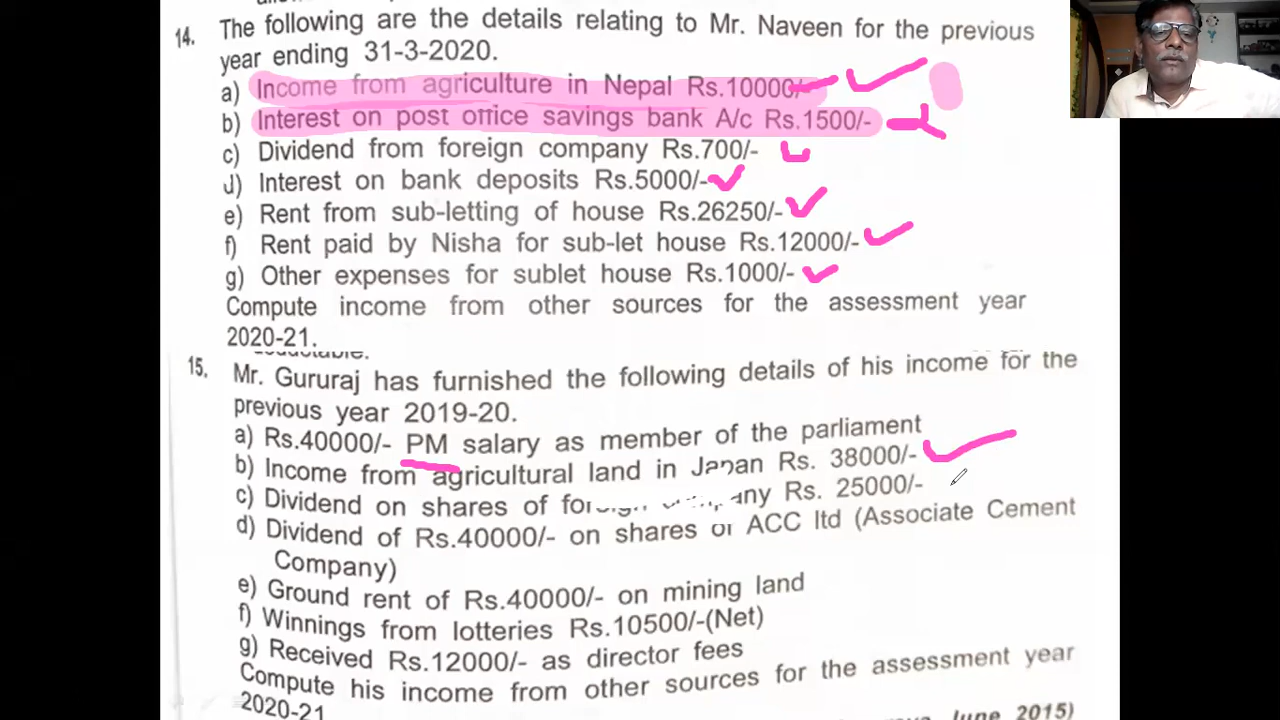 14. The following are the details relating to Mr. Naveen for the previous
year ending 31-3-2020.
a) Income from agriculture in Nepal Rs.10000/-
b) Interest on post office savings bank A/c Rs.1500/-
c) Dividend from foreign company Rs.700/-
d) Interest on bank deposits Rs.5000/-
e) Rent from sub-letting of house Rs.26250/-
f) Rent paid by Nisha for sub-let house Rs.12000/-
g) Other expenses for sublet house Rs.1000/-
Compute income from other sources for the assessment year
2020-21.
15. Mr. Gururaj has furnished the following details of his income for the
previous year 2019-20.
a) Rs.40000/- PM salary as member of the parliament
b) Income from agricultural land in Japan Rs. 38000/-
c) Dividend on shares of foreign company Rs. 25000/-
d) Dividend of Rs.40000/- on shares of ACC ltd (Associate Cement
Company)
e) Ground rent of Rs.40000/- on mining land
f) Winnings from lotteries Rs.10500/-(Net)
g) Received Rs.12000/- as director fees
Compute his income from other sources for the assessment year
2020-21
June 2015)